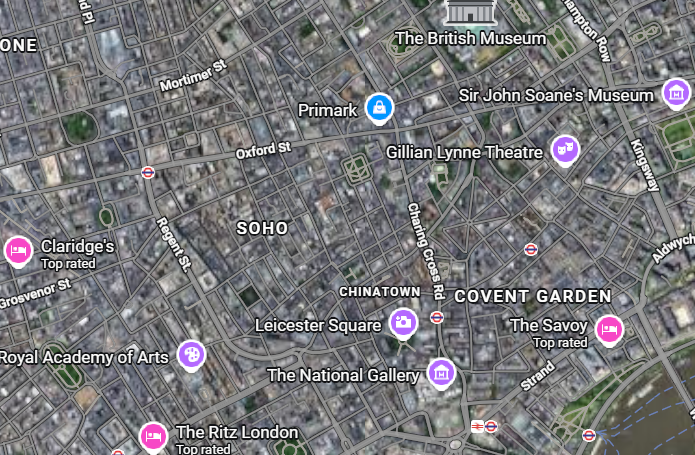 The British Museum
hampton Row
nd Pl
ONE
Mortimer St
Primark
Sir John Soane's Museum
Oxford St
Gillian Lynne Theatre
Kingsway
SOHO
Regent St.
Charing Cross Rd
Claridge's
Top rated
Aldwych
Grosvenor St
CHINATOWN
COVENT GARDEN
Leicester Square
The Savoy
Top rated
Royal Academy of Arts
The National Gallery
Strand
The Ritz London
Top rated